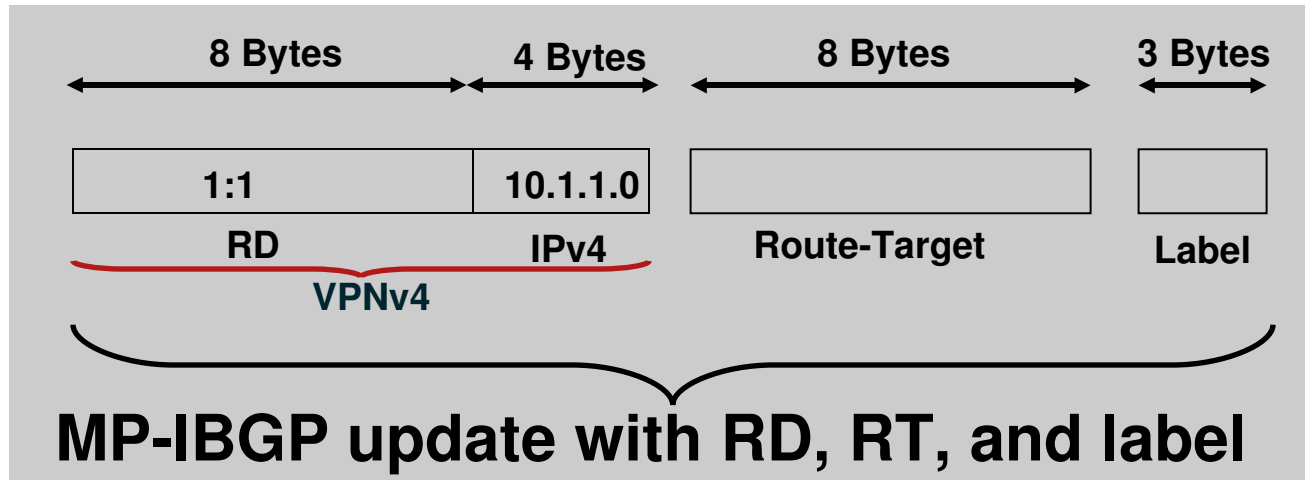 8 Bytes 4 Bytes 8 Bytes 3 Bytes
1:1 10.1.1.0
RD IPv4 Route-Target Label
VPNv4
MP-IBGP update with RD, RT, and label